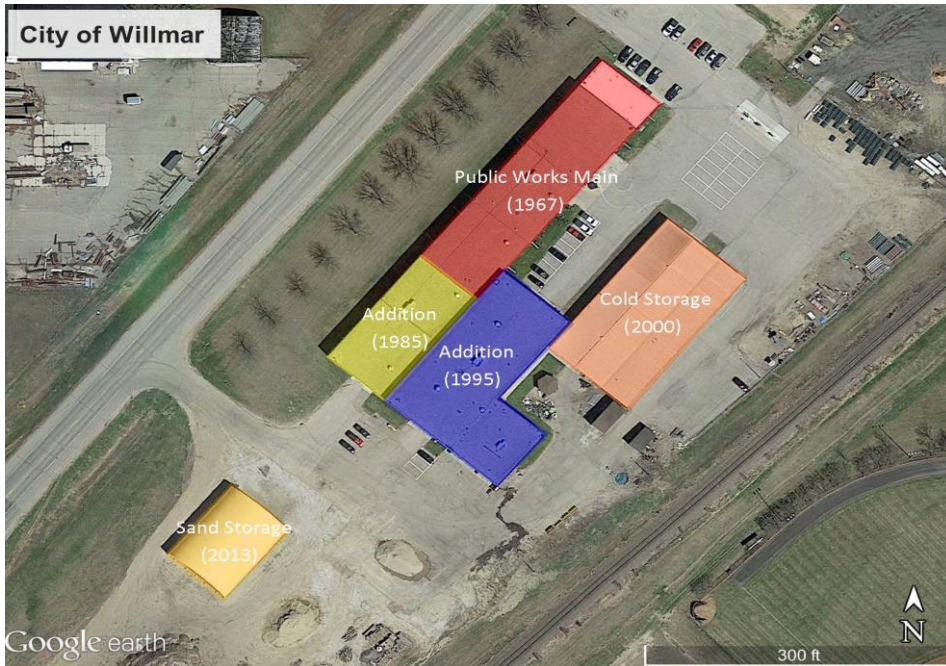 City of Willmar
Public Works Main
(1967)
Addition
(1985)
Addition
(1995)
Cold Storage
(2000)
Sand Storage
(2013)
Google earth
N
300 ft